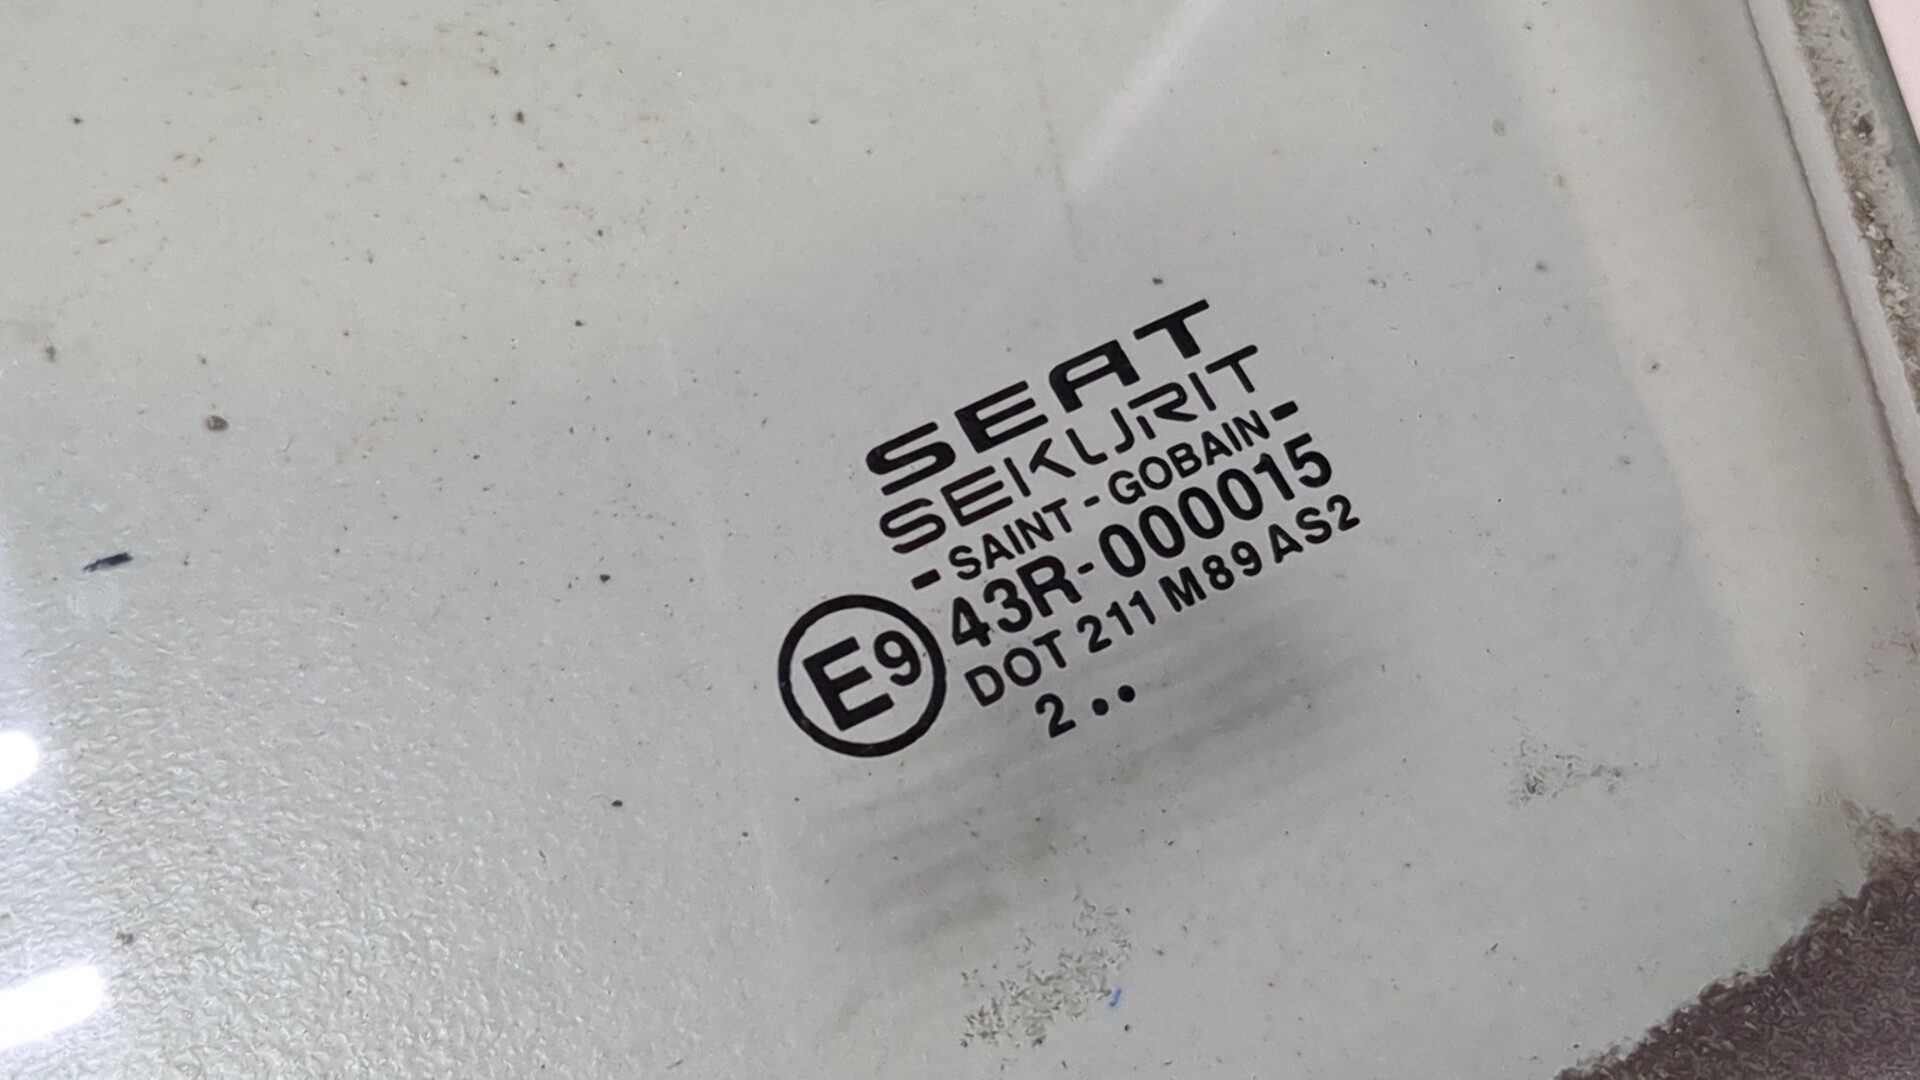 SEAT
SEKURIT
-SAINT-GOBAIN-
E9 43R-000015
DOT 211 M89 AS2
2..